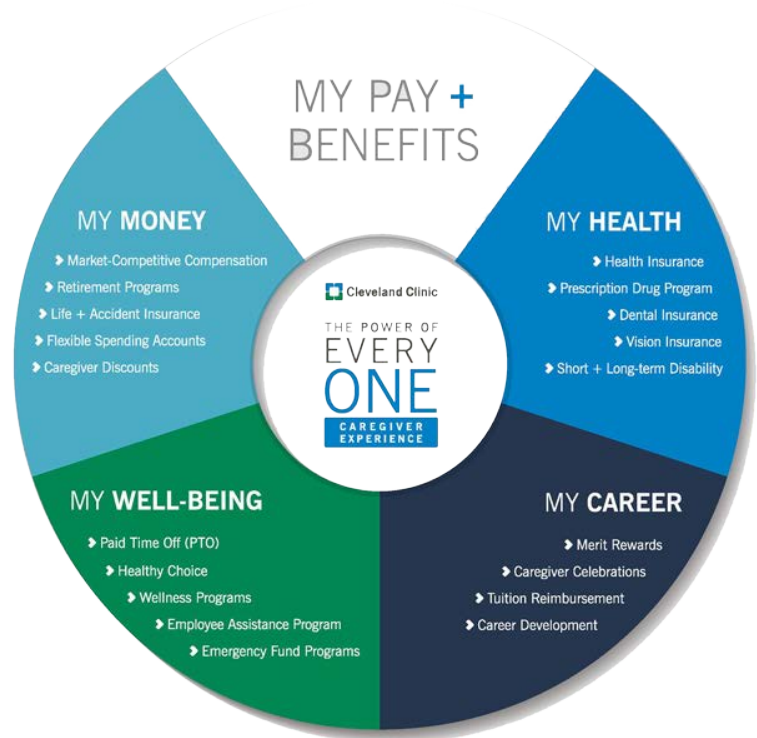 MY PAY +
BENEFITS
MY MONEY
❯ Market-Competitive Compensation
❯ Retirement Programs
❯ Life + Accident Insurance
❯ Flexible Spending Accounts
❯ Caregiver Discounts
MY HEALTH
❯ Health Insurance
❯ Prescription Drug Program
❯ Dental Insurance
❯ Vision Insurance
❯ Short + Long-term Disability
Cleveland Clinic
THE POWER OF
EVERY
ONE
CAREGIVER
EXPERIENCE
MY WELL-BEING
❯ Paid Time Off (PTO)
❯ Healthy Choice
❯ Wellness Programs
❯ Employee Assistance Program
❯ Emergency Fund Programs
MY CAREER
❯ Merit Rewards
❯ Caregiver Celebrations
❯ Tuition Reimbursement
❯ Career Development